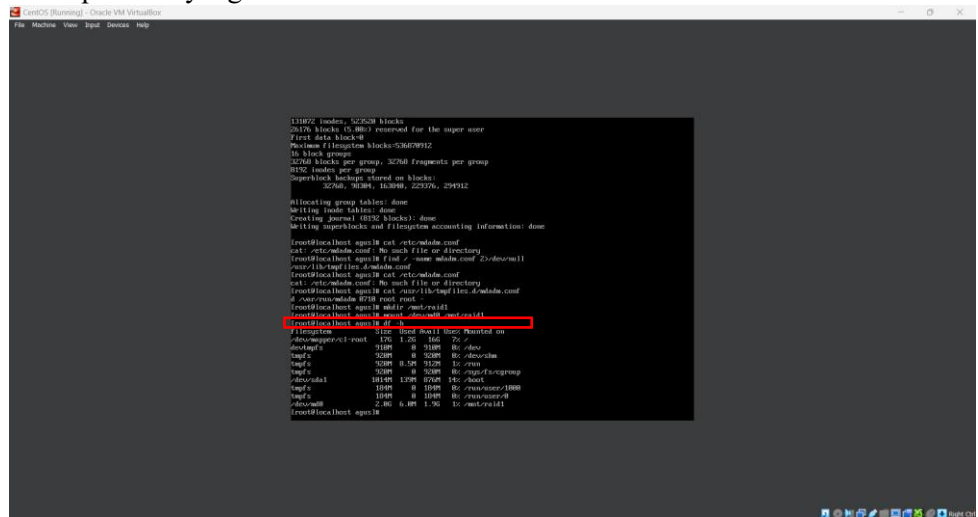 CentOS [Running] - Oracle VM VirtualBox
File Machine View Input Devices Help
131072 inodes, 523520 blocks
26176 blocks (5.00%) reserved for the super user
First data block=0
Maximum filesystem blocks=536870912
16 block groups
32768 blocks per group, 32768 fragments per group
8192 inodes per group
Superblock backups stored on blocks:
32768, 98304, 163840, 229376, 294912
Allocating group tables: done
Writing inode tables: done
Creating journal (8192 blocks): done
Writing superblocks and filesystem accounting information: done
[root@localhost agus]# cat /etc/mdadm.conf
cat: /etc/mdadm.conf: No such file or directory
[root@localhost agus]# find / -name mdadm.conf 2>/dev/null
/usr/lib/tmpfiles.d/mdadm.conf
[root@localhost agus]# cat /etc/mdadm.conf
cat: /etc/mdadm.conf: No such file or directory
[root@localhost agus]# cat /usr/lib/tmpfiles.d/mdadm.conf
d /var/run/mdadm 0710 root root -
[root@localhost agus]# mkdir /mnt/raid1
[root@localhost agus]# mount /dev/md0 /mnt/raid1
[root@localhost agus]# df -h
Filesystem Size Used Avail Use% Mounted on
/dev/mapper/cl-root 17G 1.2G 16G 7% /
devtmpfs 910M 0 910M 0% /dev
tmpfs 920M 0 920M 0% /dev/shm
tmpfs 920M 8.5M 912M 1% /run
tmpfs 920M 0 920M 0% /sys/fs/cgroup
/dev/sda1 1014M 139M 876M 14% /boot
tmpfs 184M 0 184M 0% /run/user/1000
tmpfs 184M 0 184M 0% /run/user/0
/dev/md0 2.0G 6.0M 1.9G 1% /mnt/raid1
[root@localhost agus]#
Right Ctrl